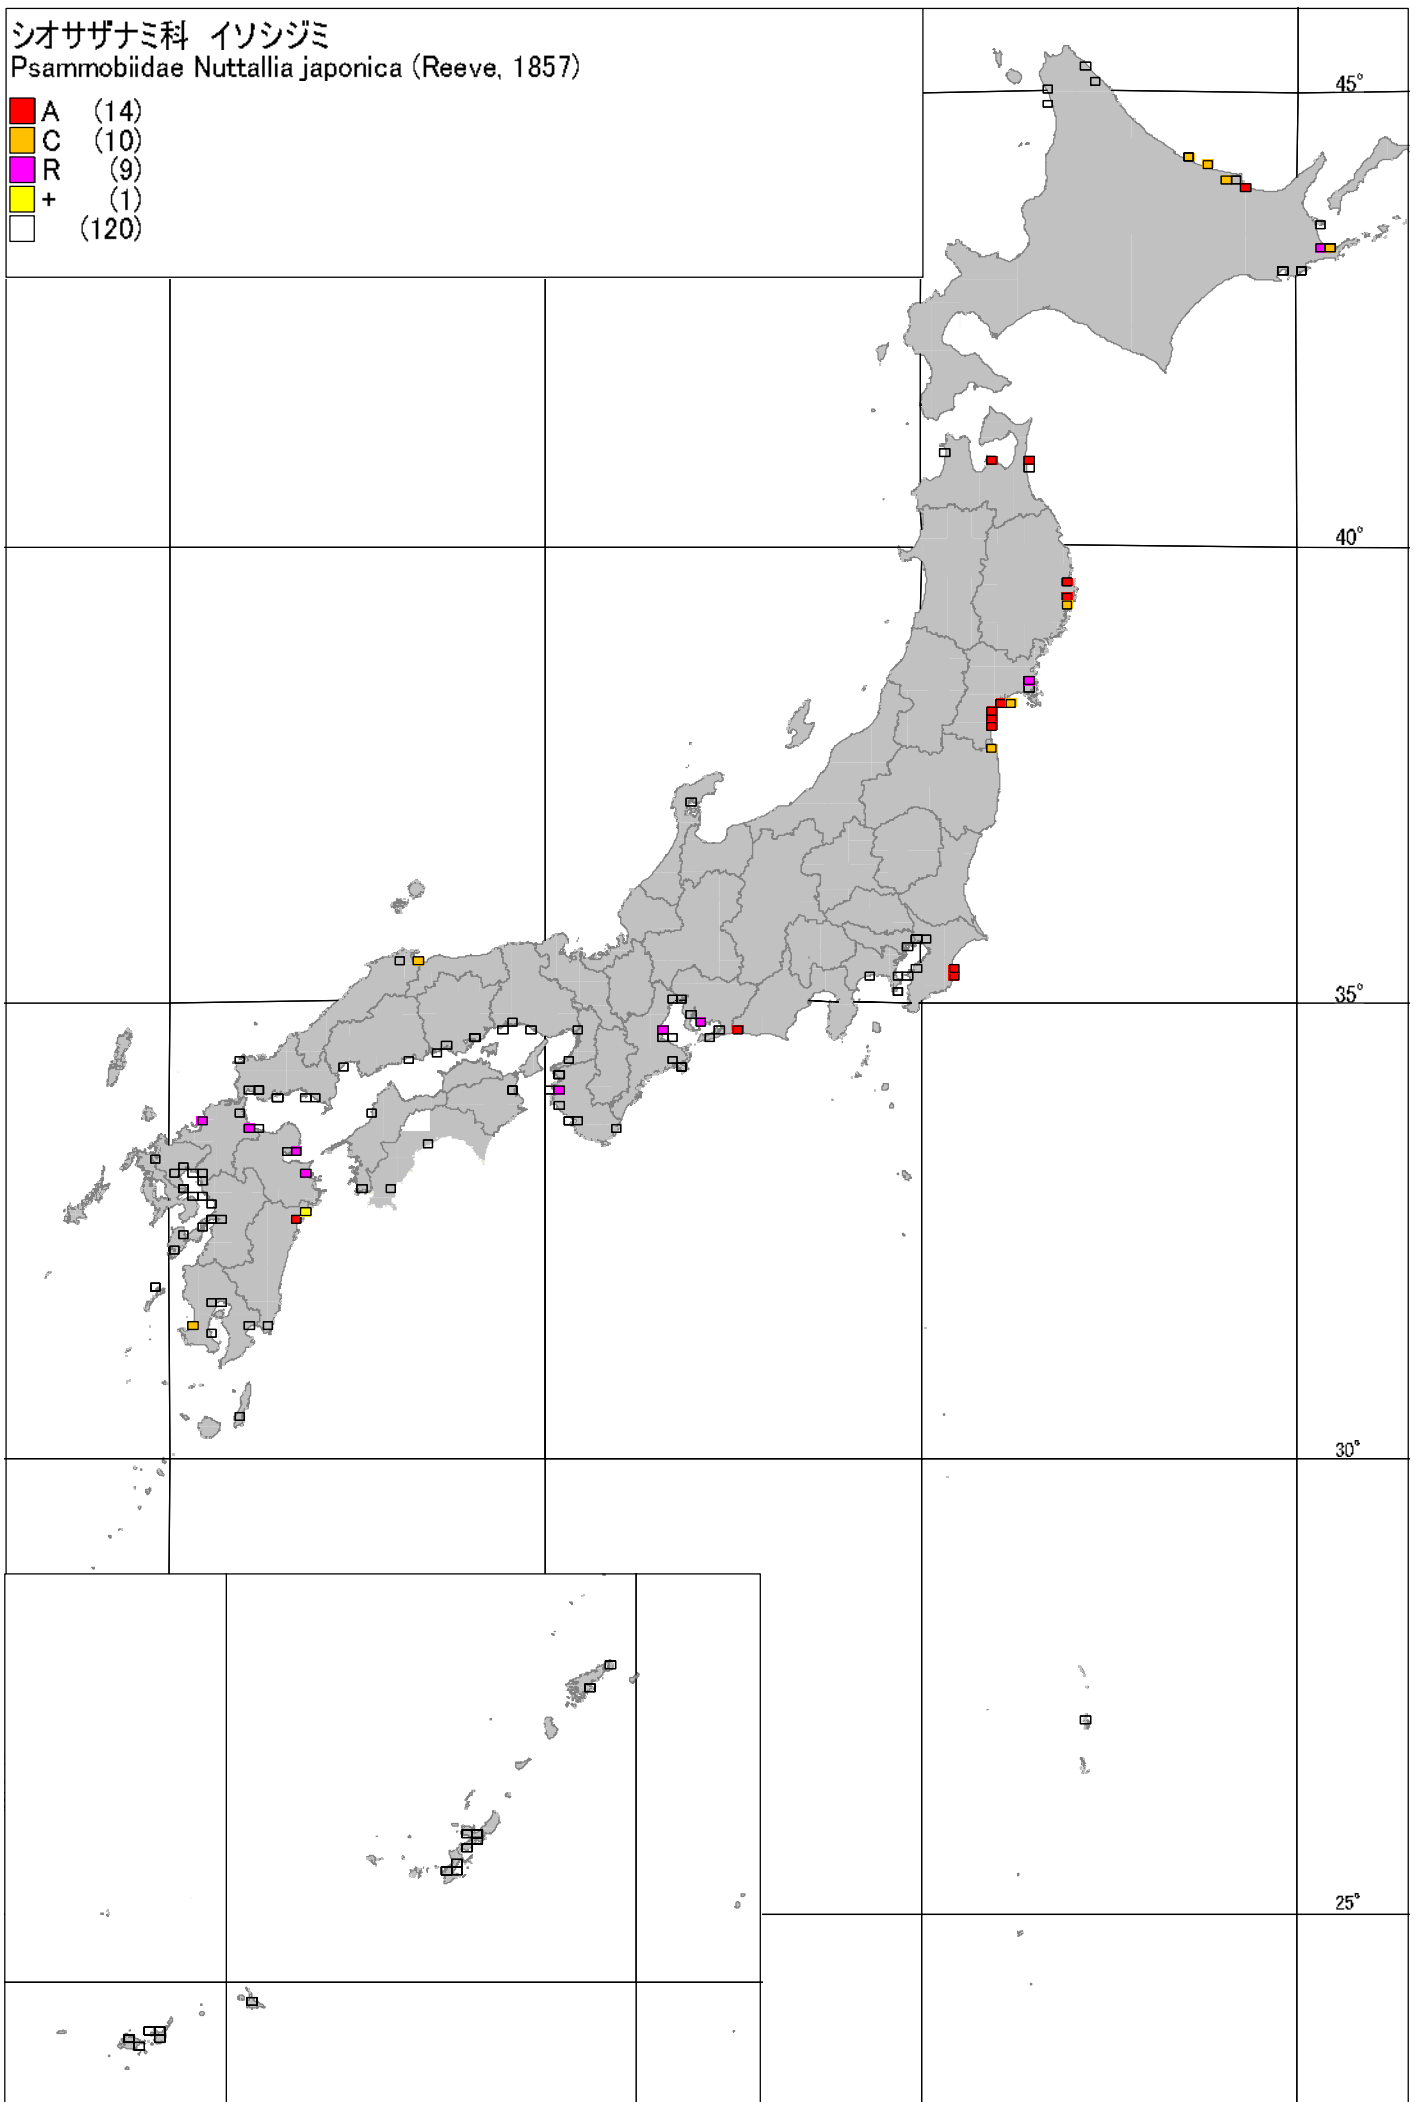 シオサザナミ科 イソシジミ
Psammobiidae Nuttallia japonica (Reeve, 1857)
A (14)
C (10)
R (9)
+ (1)
(120)
45°
40°
35°
30°
25°